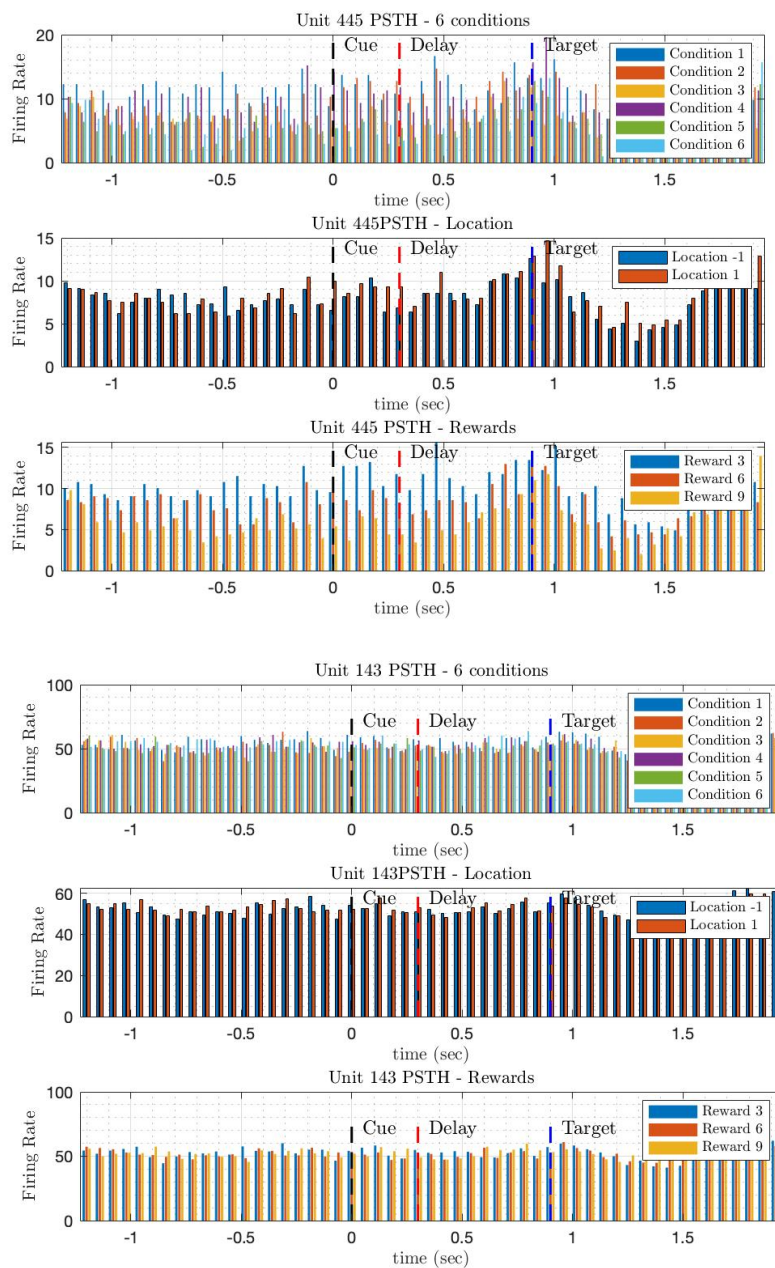 Unit 445 PSTH - 6 conditions
20
10
0
Firing Rate
Cue
Delay
Target
Condition 1
Condition 2
Condition 3
Condition 4
Condition 5
Condition 6
-1
-0.5
0
0.5
1
1.5
time (sec)
Unit 445PSTH - Location
15
10
5
0
Firing Rate
Cue
Delay
Target
Location -1
Location 1
-1
-0.5
0
0.5
1
1.5
time (sec)
Unit 445 PSTH - Rewards
15
10
5
0
Firing Rate
Cue
Delay
Target
Reward 3
Reward 6
Reward 9
-1
-0.5
0
0.5
1
1.5
time (sec)
Unit 143 PSTH - 6 conditions
100
50
0
Firing Rate
Cue
Delay
Target
Condition 1
Condition 2
Condition 3
Condition 4
Condition 5
Condition 6
-1
-0.5
0
0.5
1
1.5
time (sec)
Unit 143PSTH - Location
60
40
20
0
Firing Rate
Cue
Delay
Target
Location -1
Location 1
-1
-0.5
0
0.5
1
1.5
time (sec)
Unit 143 PSTH - Rewards
100
50
0
Firing Rate
Cue
Delay
Target
Reward 3
Reward 6
Reward 9
-1
-0.5
0
0.5
1
1.5
time (sec)